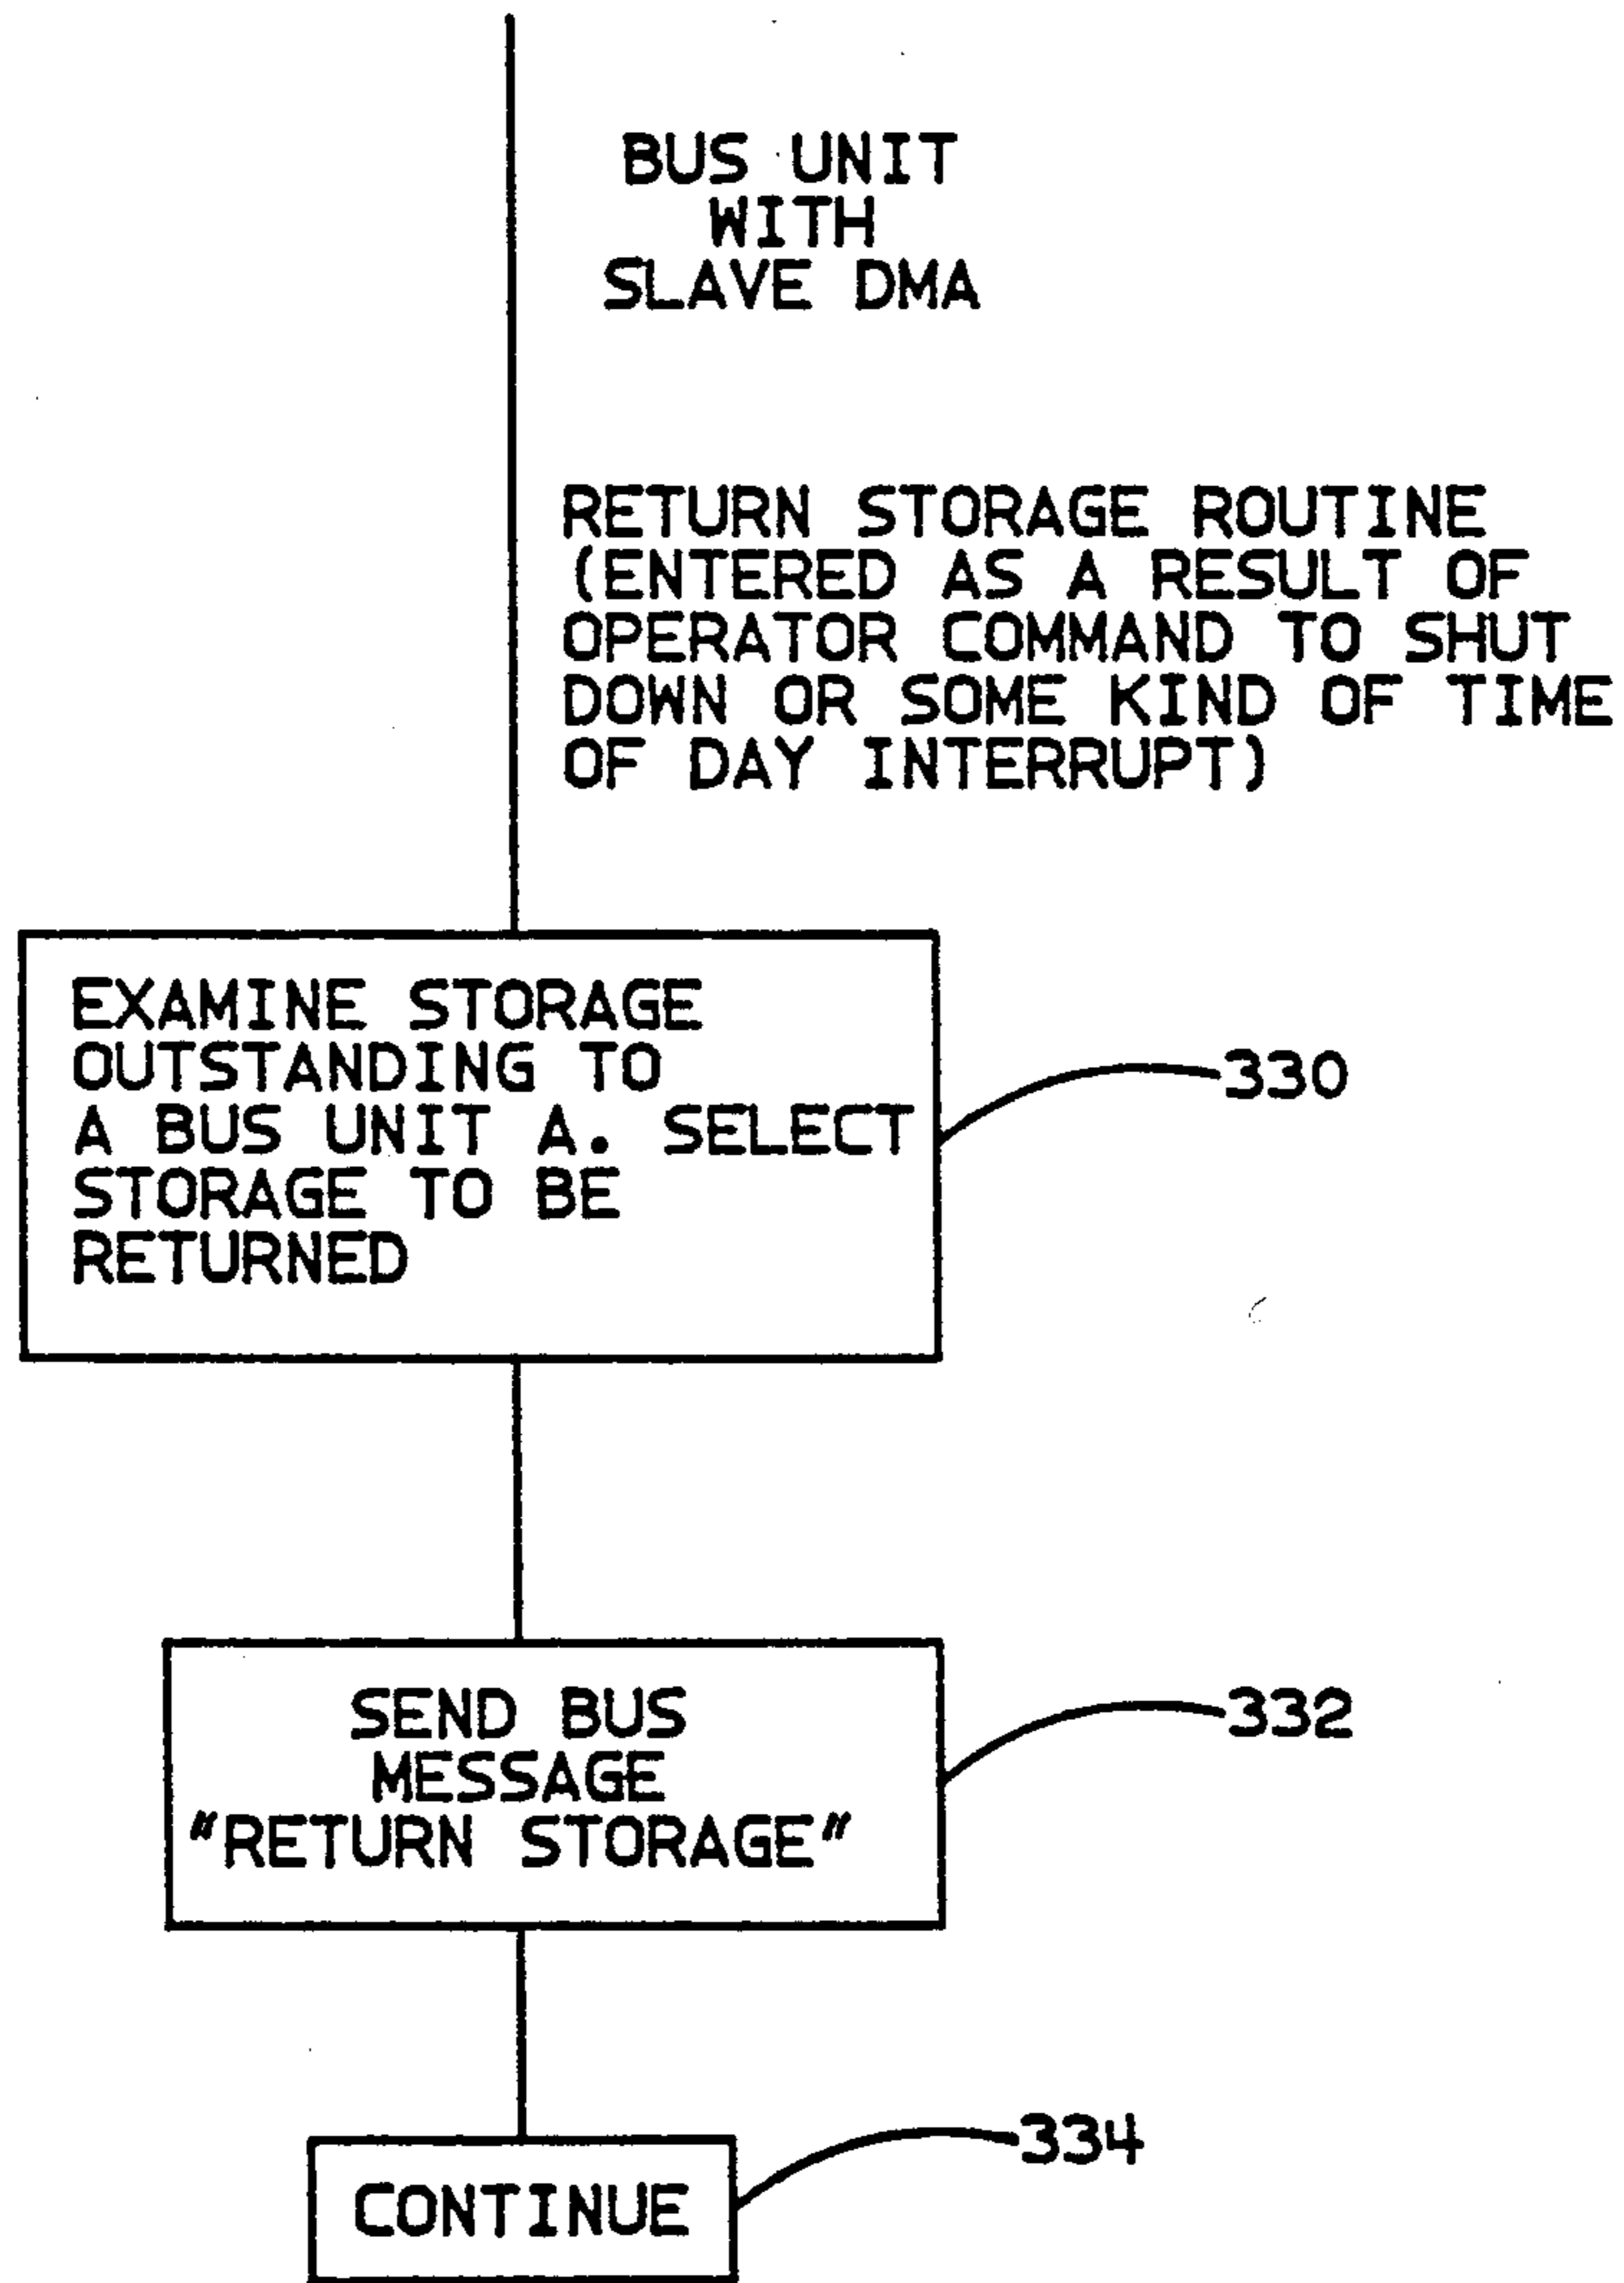 BUS UNIT
WITH
SLAVE DMA
RETURN STORAGE ROUTINE
(ENTERED AS A RESULT OF
OPERATOR COMMAND TO SHUT
DOWN OR SOME KIND OF TIME
OF DAY INTERRUPT)
EXAMINE STORAGE
OUTSTANDING TO
A BUS UNIT A. SELECT
STORAGE TO BE
RETURNED
330
SEND BUS
MESSAGE
"RETURN STORAGE"
332
CONTINUE
334